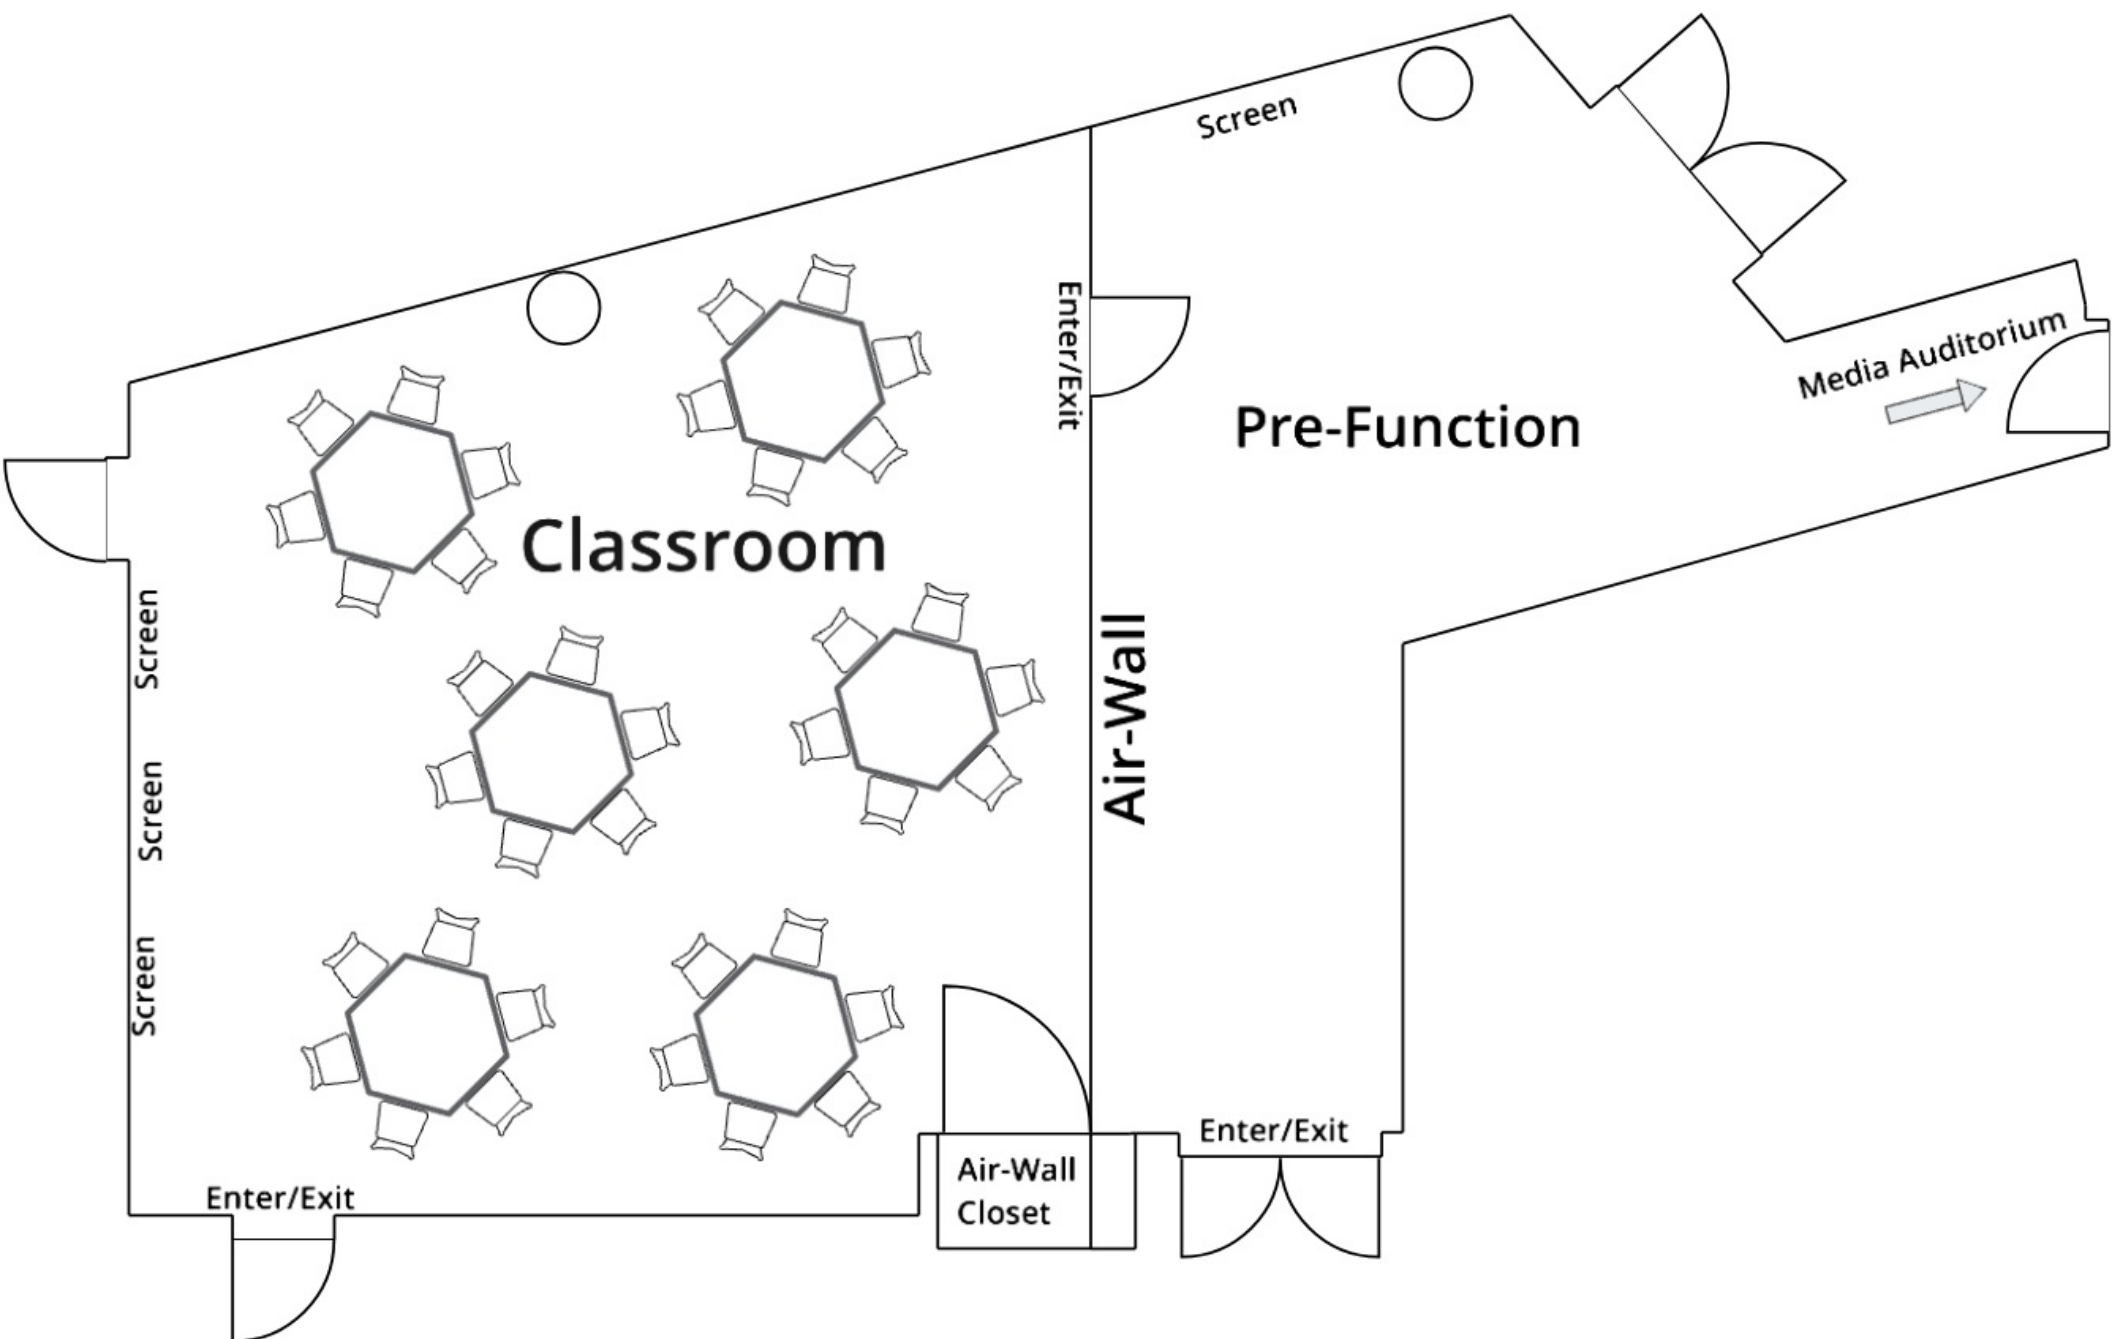 Screen
Media Auditorium
Enter/Exit
Pre-Function
Classroom
Screen
Air-Wall
Screen
Screen
Enter/Exit
Air-Wall
Closet
Enter/Exit